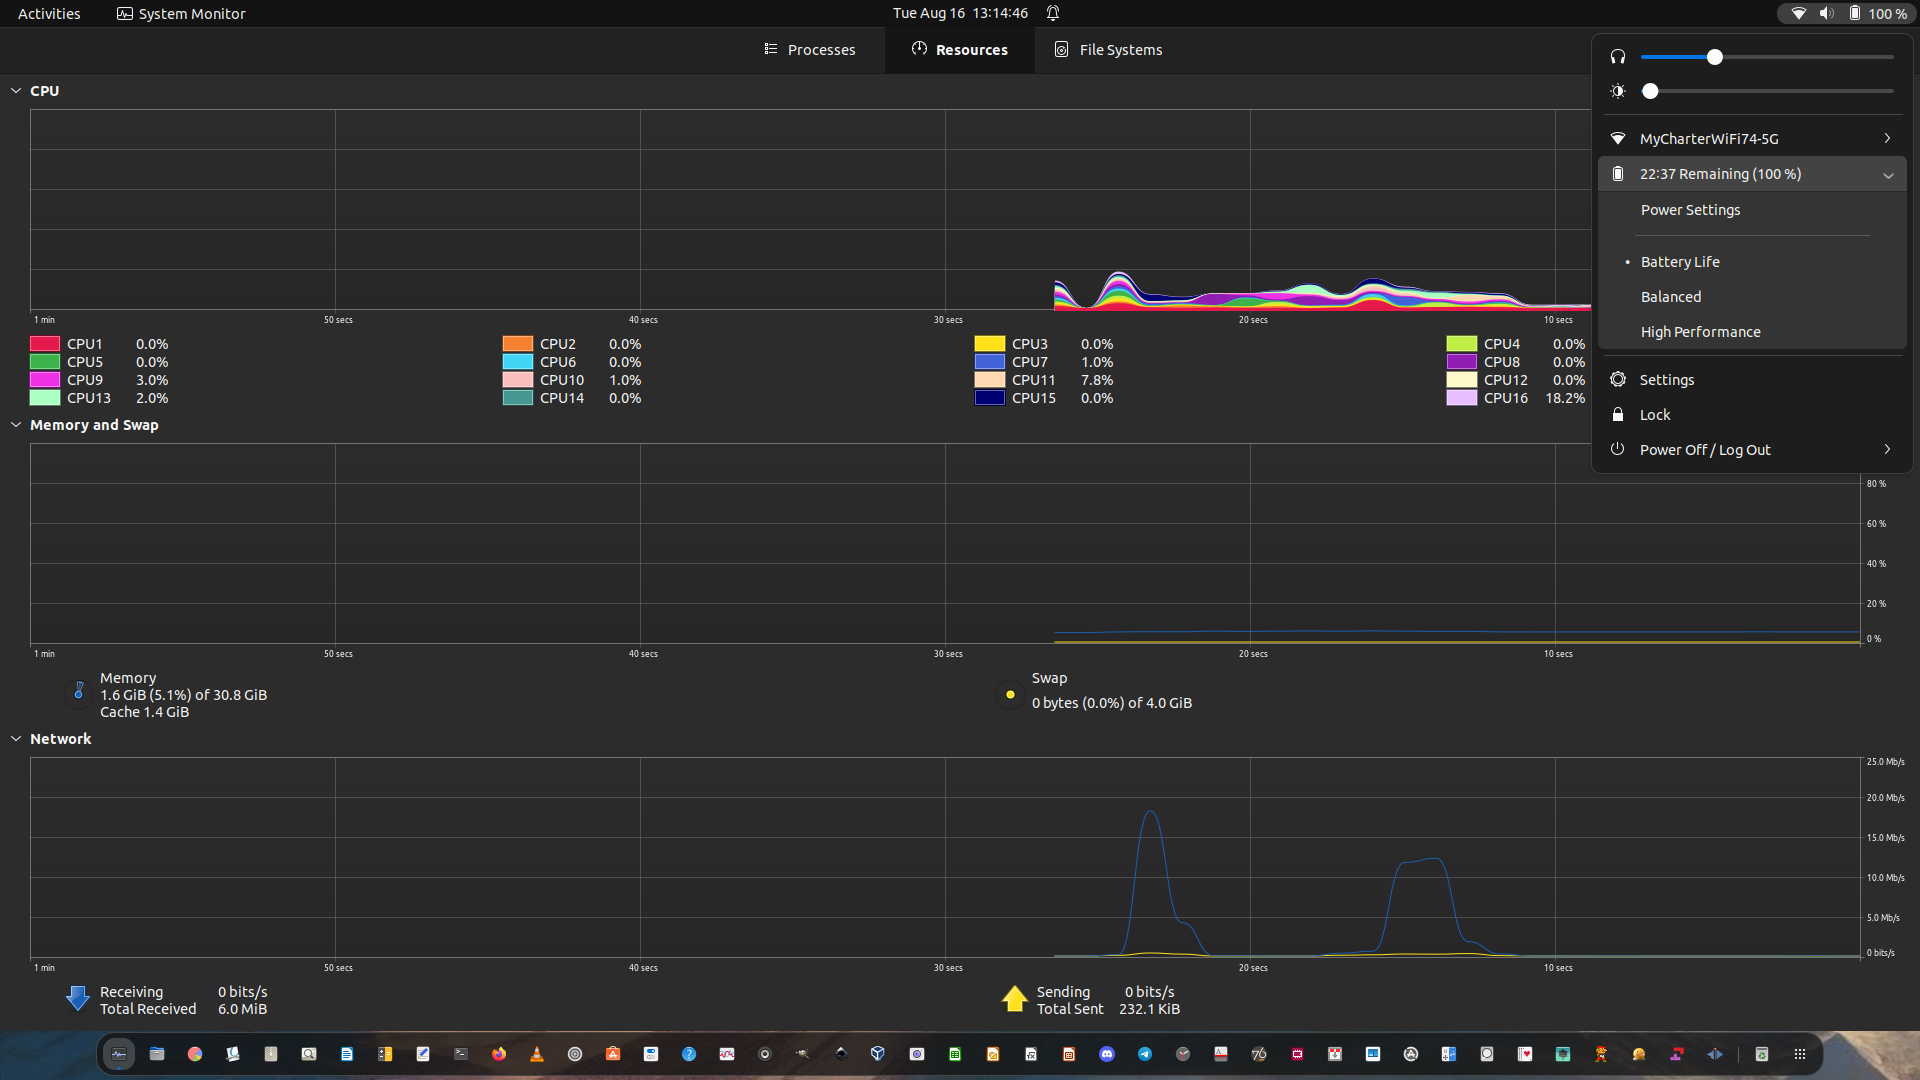 Activities
System Monitor
Tue Aug 16 13:14:46
100 %
Processes
Resources
File Systems
CPU
1 min
50 secs
40 secs
30 secs
20 secs
10 secs
CPU1 0.0%
CPU2 0.0%
CPU3 0.0%
CPU4 0.0%
CPU5 0.0%
CPU6 0.0%
CPU7 1.0%
CPU8 0.0%
CPU9 3.0%
CPU10 1.0%
CPU11 7.8%
CPU12 0.0%
CPU13 2.0%
CPU14 0.0%
CPU15 0.0%
CPU16 18.2%
MyCharterWiFi74-5G
22:37 Remaining (100 %)
Power Settings
Battery Life
Balanced
High Performance
Settings
Lock
Power Off / Log Out
Memory and Swap
80 %
60 %
40 %
20 %
0 %
1 min
50 secs
40 secs
30 secs
20 secs
10 secs
Memory
1.6 GiB (5.1%) of 30.8 GiB
Cache 1.4 GiB
Swap
0 bytes (0.0%) of 4.0 GiB
Network
25.0 Mb/s
20.0 Mb/s
15.0 Mb/s
10.0 Mb/s
5.0 Mb/s
0 bits/s
1 min
50 secs
40 secs
30 secs
20 secs
10 secs
Receiving 0 bits/s
Total Received 6.0 MiB
Sending 0 bits/s
Total Sent 232.1 KiB